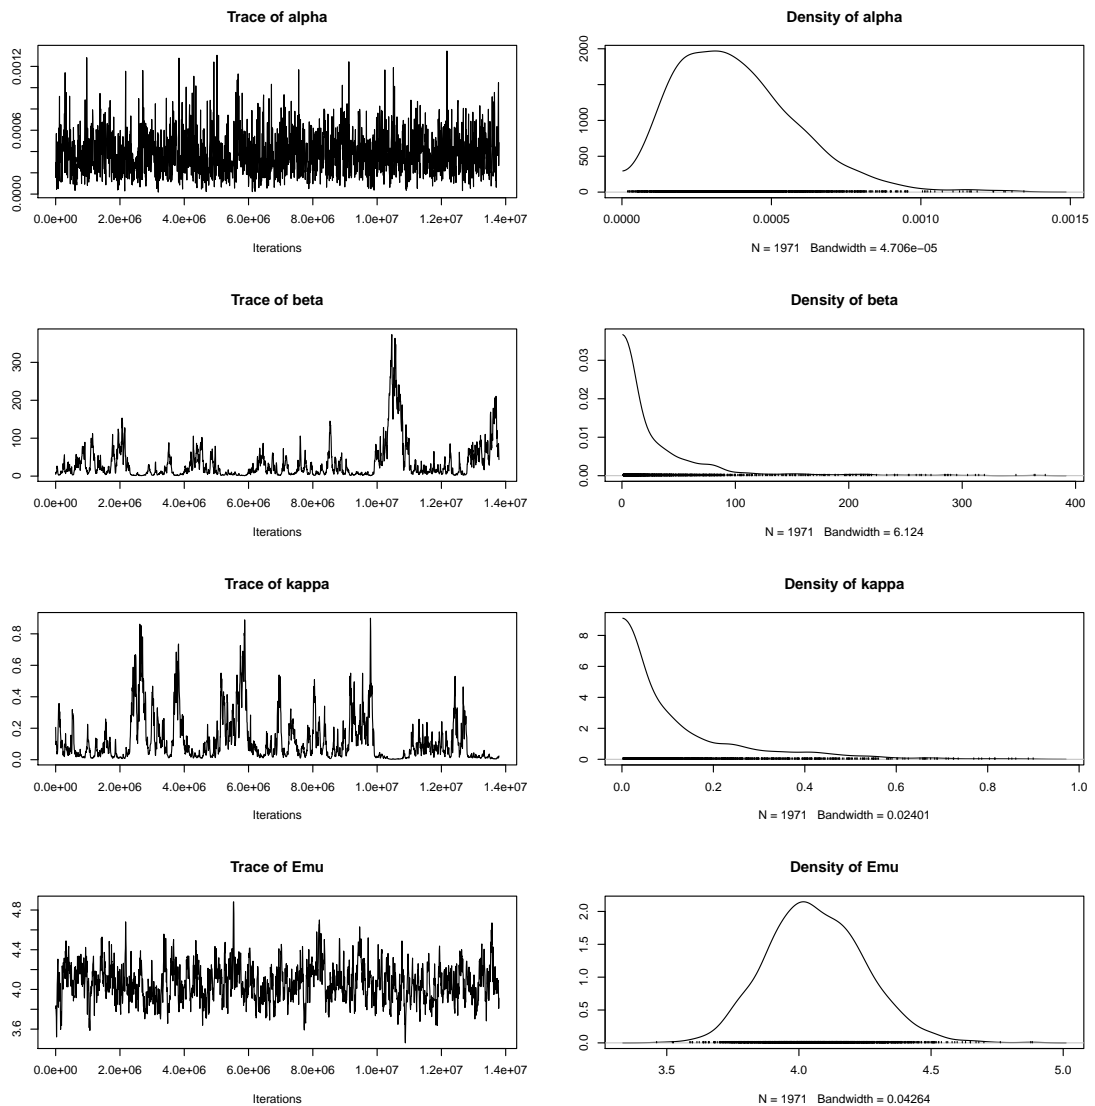 Trace of alpha
0.0000 0.0006 0.0012
0.0e+00 2.0e+06 4.0e+06 6.0e+06 8.0e+06 1.0e+07 1.2e+07 1.4e+07
Iterations
Density of alpha
0 500 1000 2000
0.0000 0.0005 0.0010 0.0015
N = 1971 Bandwidth = 4.706e−05
Trace of beta
0 100 200 300
0.0e+00 2.0e+06 4.0e+06 6.0e+06 8.0e+06 1.0e+07 1.2e+07 1.4e+07
Iterations
Density of beta
0.00 0.01 0.02 0.03
0 100 200 300 400
N = 1971 Bandwidth = 6.124
Trace of kappa
0.0 0.2 0.4 0.6 0.8
0.0e+00 2.0e+06 4.0e+06 6.0e+06 8.0e+06 1.0e+07 1.2e+07 1.4e+07
Iterations
Density of kappa
0 2 4 6 8
0.0 0.2 0.4 0.6 0.8 1.0
N = 1971 Bandwidth = 0.02401
Trace of Emu
3.6 4.0 4.4 4.8
0.0e+00 2.0e+06 4.0e+06 6.0e+06 8.0e+06 1.0e+07 1.2e+07 1.4e+07
Iterations
Density of Emu
0.0 0.5 1.0 1.5 2.0
3.5 4.0 4.5 5.0
N = 1971 Bandwidth = 0.04264